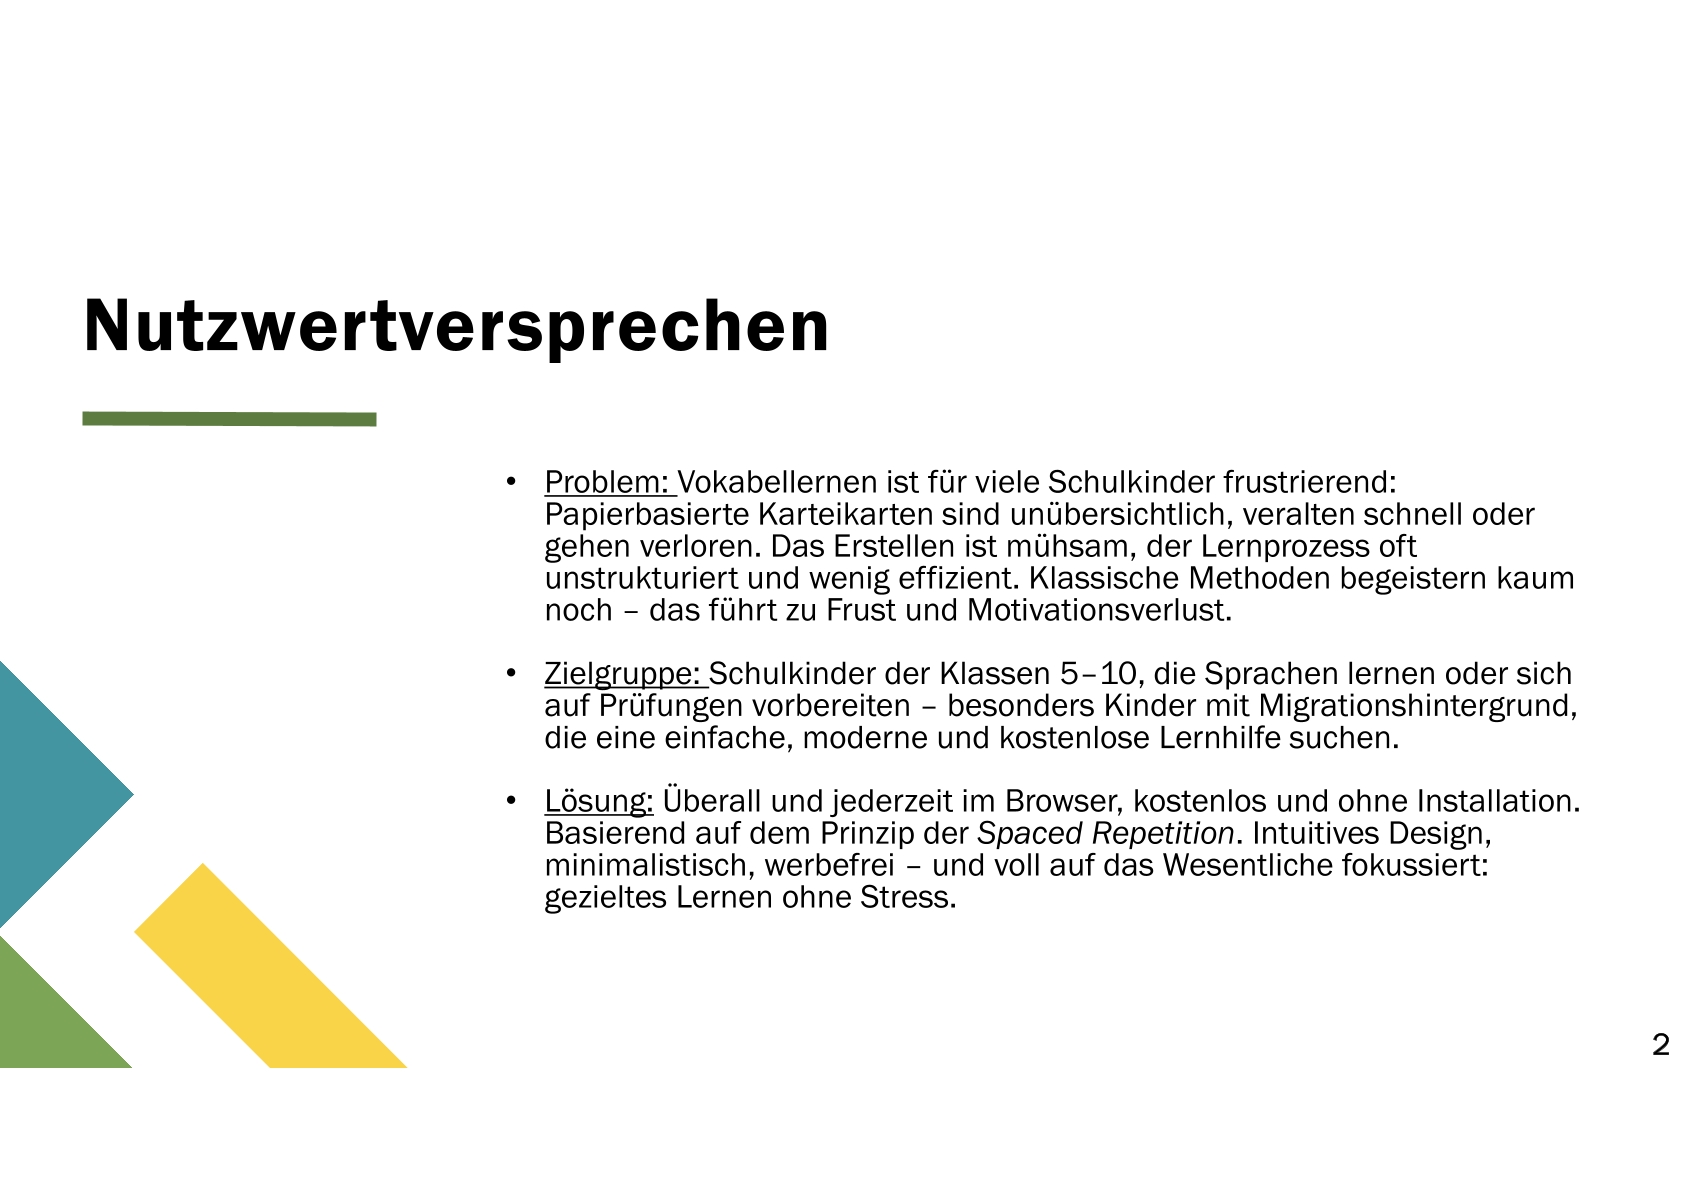 Nutzwertversprechen
• Problem: Vokabellernen ist für viele Schulkinder frustrierend:
Papierbasierte Karteikarten sind unübersichtlich, veralten schnell oder
gehen verloren. Das Erstellen ist mühsam, der Lernprozess oft
unstrukturiert und wenig effizient. Klassische Methoden begeistern kaum
noch – das führt zu Frust und Motivationsverlust.
• Zielgruppe: Schulkinder der Klassen 5–10, die Sprachen lernen oder sich
auf Prüfungen vorbereiten – besonders Kinder mit Migrationshintergrund,
die eine einfache, moderne und kostenlose Lernhilfe suchen.
• Lösung: Überall und jederzeit im Browser, kostenlos und ohne Installation.
Basierend auf dem Prinzip der Spaced Repetition. Intuitives Design,
minimalistisch, werbefrei – und voll auf das Wesentliche fokussiert:
gezieltes Lernen ohne Stress.
2